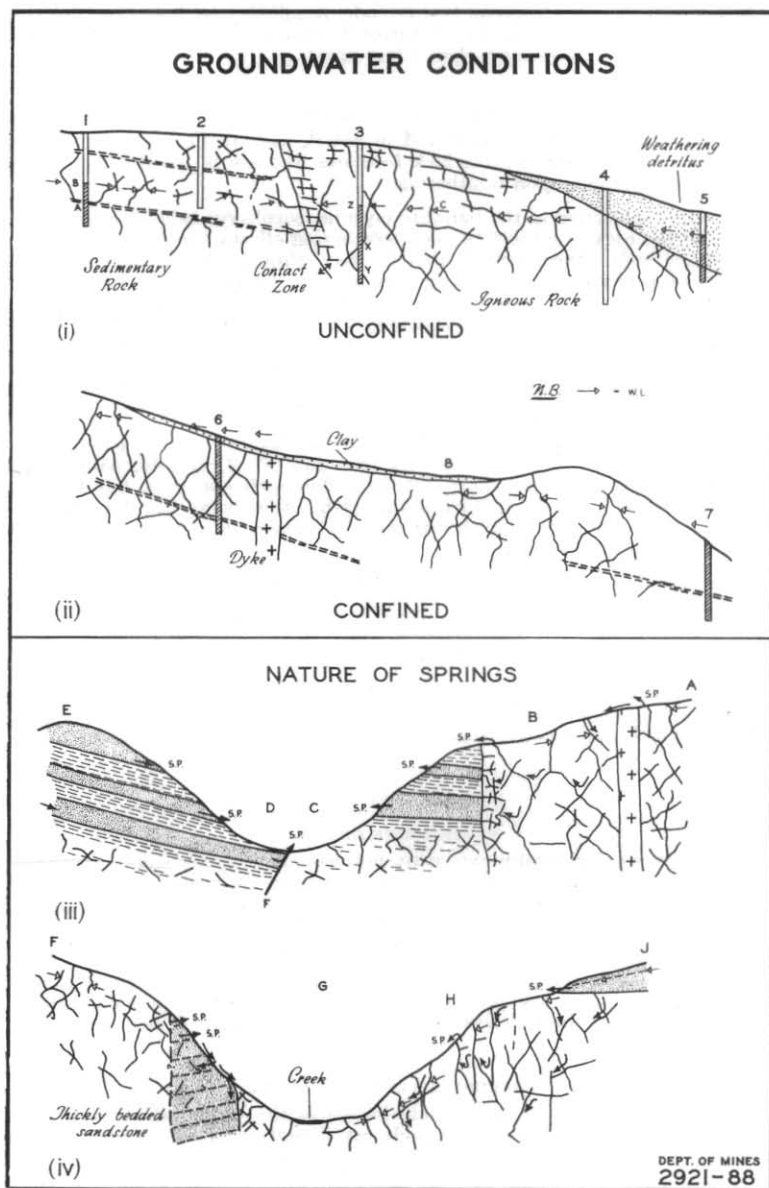 GROUNDWATER CONDITIONS
1
2
3
4
5
Weathering
detritus
B
A
Z
C
X
Y
Sedimentary
Rock
Contact
Zone
Igneous Rock
(i)
UNCONFINED
N.B. → - W.L.
6
Clay
8
7
Dyke
(ii)
CONFINED
NATURE OF SPRINGS
E
S.P.
A
S.P.
B
S.P.
S.P.
S.P.
D
C
S.P.
S.P.
F
(iii)
F
J
G
H
S.P.
S.P.
S.P.
S.P.
Creek
Thickly bedded
sandstone
(iv)
DEPT. OF MINES
2921-88